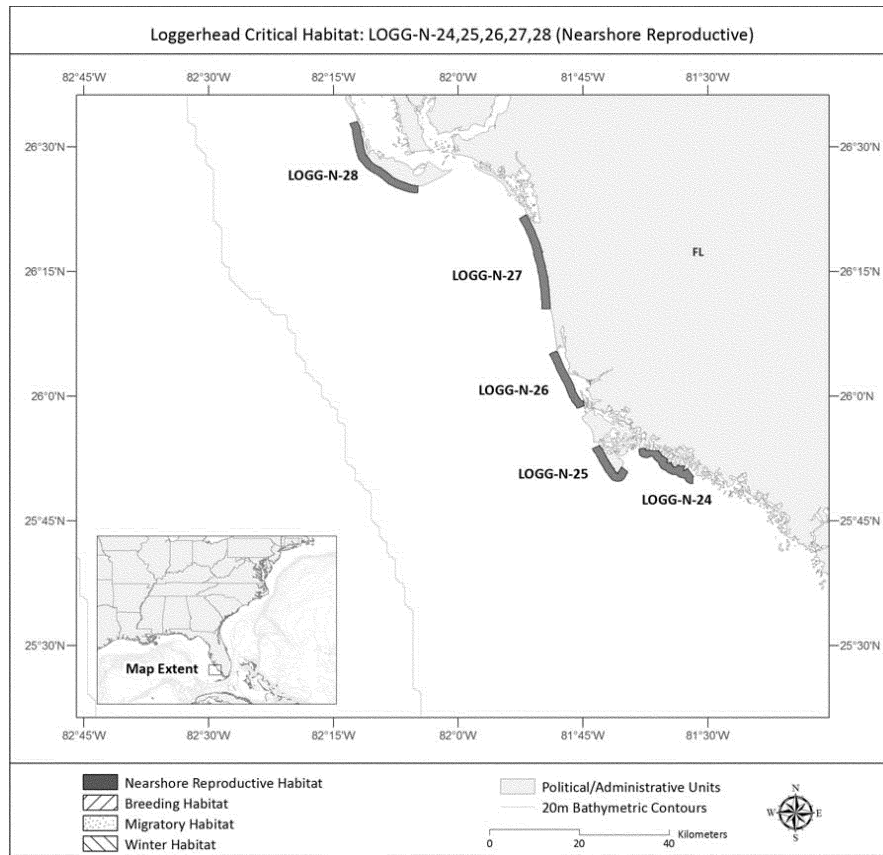 Loggerhead Critical Habitat: LOGG-N-24,25,26,27,28 (Nearshore Reproductive)
82°45'W 82°30'W 82°15'W 82°0'W 81°45'W 81°30'W
26°30'N 26°30'N
LOGG-N-28
FL
26°15'N 26°15'N
LOGG-N-27
26°0'N 26°0'N
LOGG-N-26
LOGG-N-25
LOGG-N-24
25°45'N 25°45'N
25°30'N 25°30'N
Map Extent
82°45'W 82°30'W 82°15'W 82°0'W 81°45'W 81°30'W
Nearshore Reproductive Habitat
Breeding Habitat
Migratory Habitat
Winter Habitat
Political/Administrative Units
20m Bathymetric Contours
Kilometers
0 20 40
N
W E
S